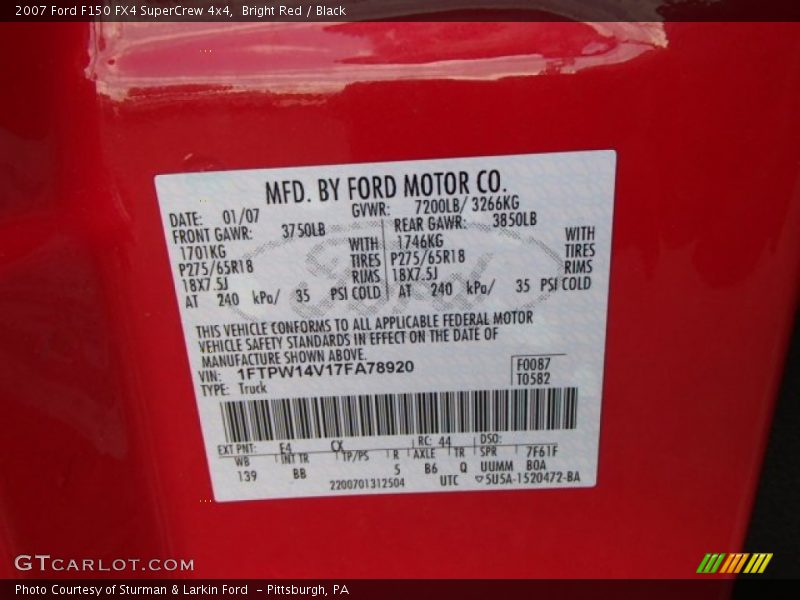 2007 Ford F150 FX4 SuperCrew 4x4,  Bright Red / Black
MFD. BY FORD MOTOR CO.
DATE: 01/07 GVWR: 7200LB/ 3266KG
FRONT GAWR: 3750LB REAR GAWR: 3850LB
1701KG WITH 1746KG WITH
P275/65R18 TIRES P275/65R18 TIRES
18X7.5J RIMS 18X7.5J RIMS
AT 240 kPa/ 35 PSI COLD AT 240 kPa/ 35 PSI COLD
THIS VEHICLE CONFORMS TO ALL APPLICABLE FEDERAL MOTOR
VEHICLE SAFETY STANDARDS IN EFFECT ON THE DATE OF
MANUFACTURE SHOWN ABOVE.
VIN: 1FTPW14V17FA78920 F0087
TYPE: Truck T0582
EXT PNT: E4 CX RC: 44 DSO:
WB INT TR TP/PS R AXLE TR SPR 7F61F
139 BB 5 B6 Q UUMM BOA
2200701312504 UTC 5U5A-1520472-BA
Ford
GTCARLOT.COM
Photo Courtesy of Sturman & Larkin Ford  - Pittsburgh, PA